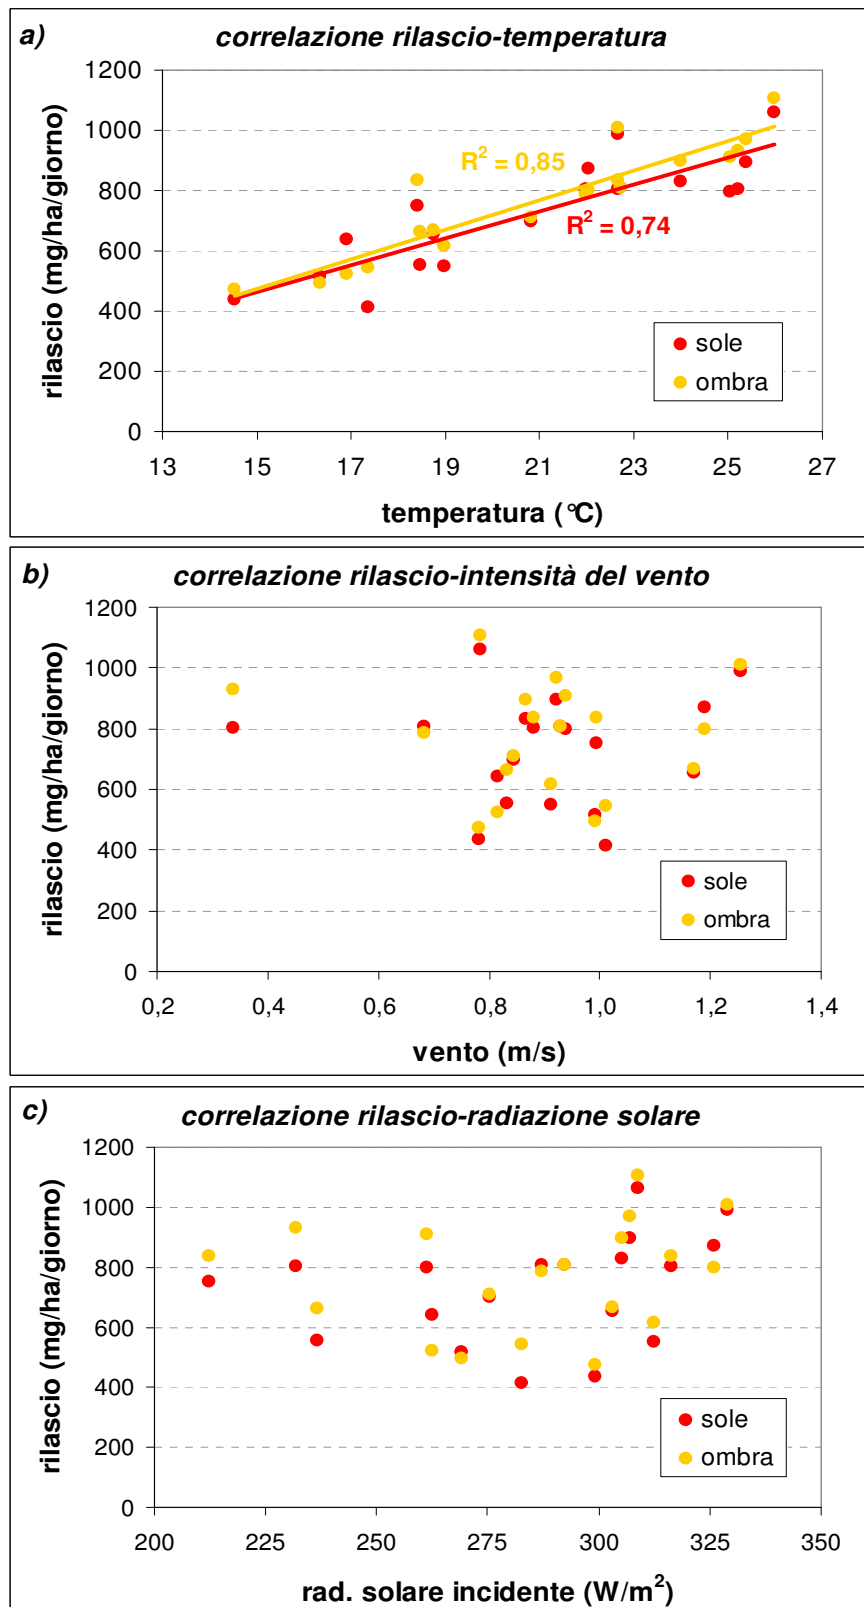 a)
correlazione rilascio-temperatura
rilascio (mg/ha/giorno)
1200
1000
800
600
400
200
0
R² = 0,85
R² = 0,74
sole
ombra
13 15 17 19 21 23 25 27
temperatura (°C)
b)
correlazione rilascio-intensità del vento
rilascio (mg/ha/giorno)
1200
1000
800
600
400
200
0
sole
ombra
0,2 0,4 0,6 0,8 1,0 1,2 1,4
vento (m/s)
c)
correlazione rilascio-radiazione solare
rilascio (mg/ha/giorno)
1200
1000
800
600
400
200
0
sole
ombra
200 225 250 275 300 325 350
rad. solare incidente (W/m²)